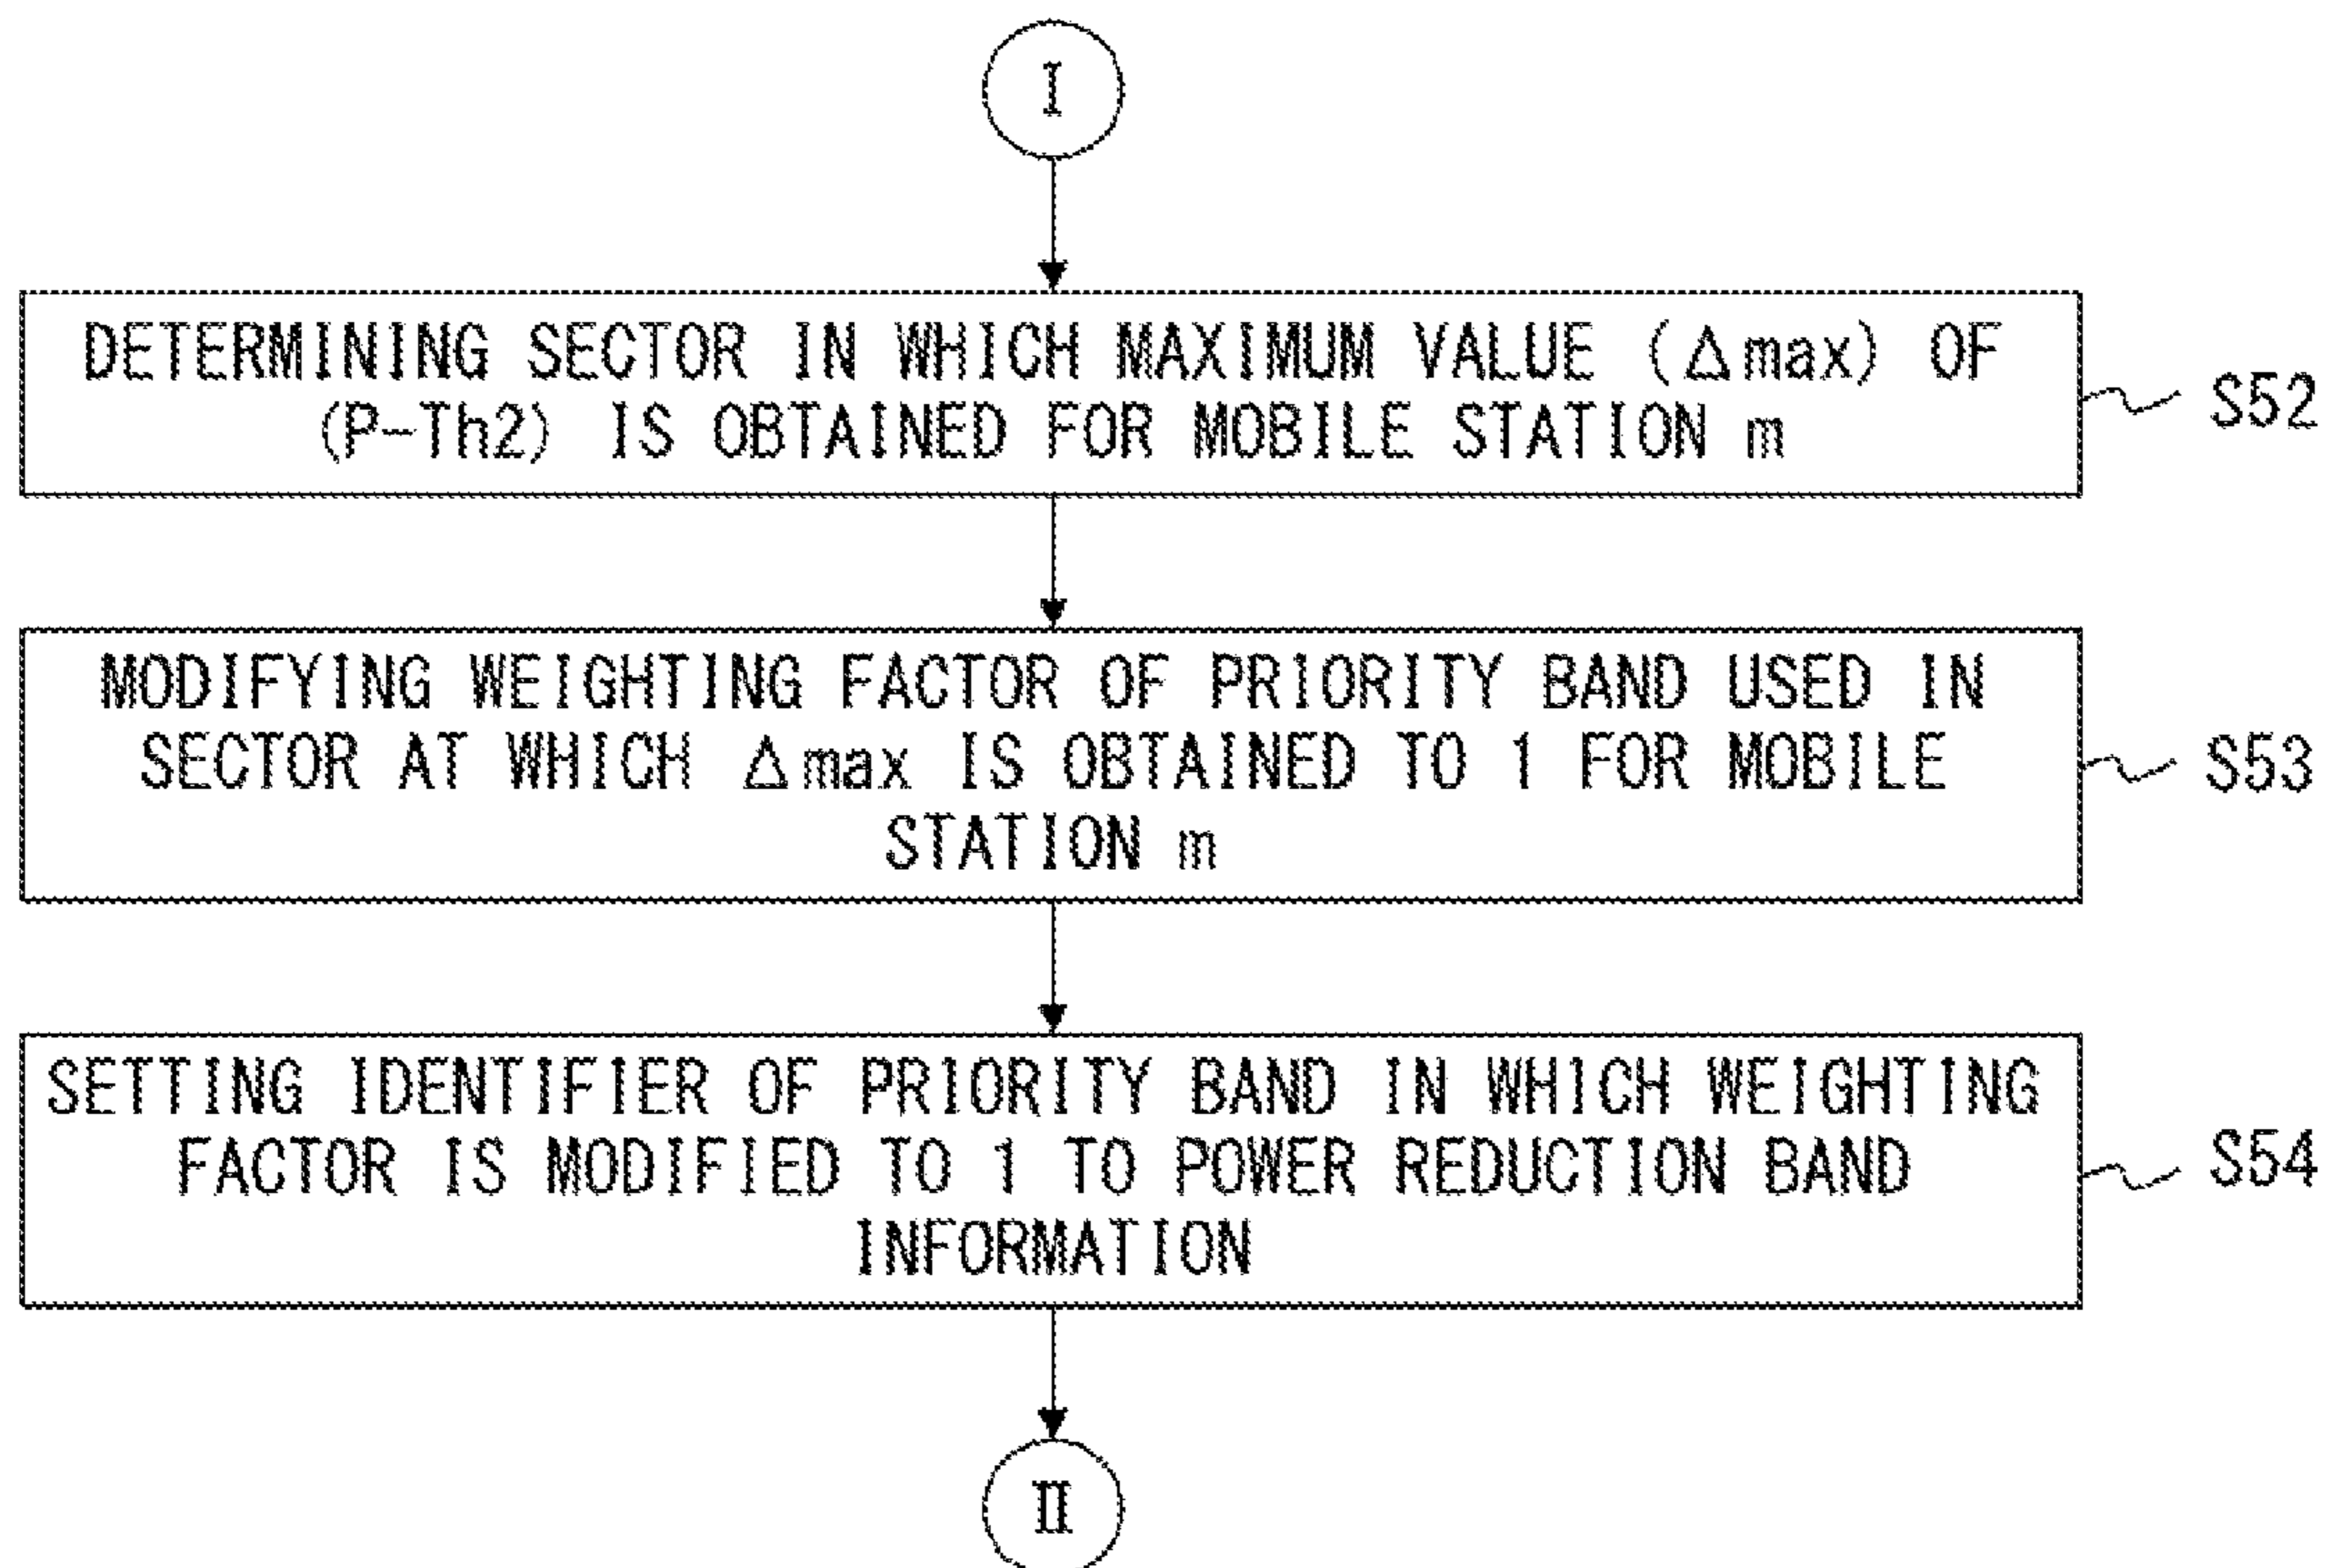 I
DETERMINING SECTOR IN WHICH MAXIMUM VALUE (Δmax) OF
(P-Th2) IS OBTAINED FOR MOBILE STATION m
S52
MODIFYING WEIGHTING FACTOR OF PRIORITY BAND USED IN
SECTOR AT WHICH Δmax IS OBTAINED TO 1 FOR MOBILE
STATION m
S53
SETTING IDENTIFIER OF PRIORITY BAND IN WHICH WEIGHTING
FACTOR IS MODIFIED TO 1 TO POWER REDUCTION BAND
INFORMATION
S54
II